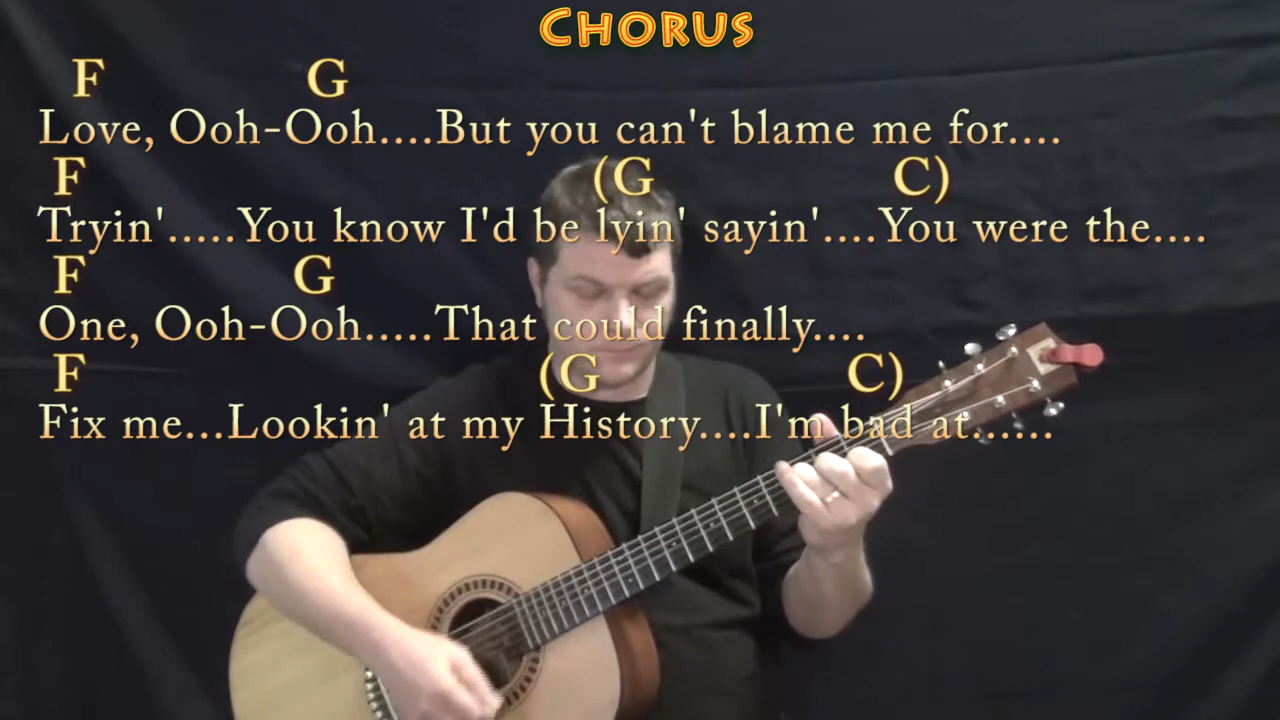 CHORUS
F G
Love, Ooh-Ooh....But you can't blame me for....
F (G C)
Tryin'.....You know I'd be lyin' sayin'....You were the....
F G
One, Ooh-Ooh.....That could finally....
F (G C)
Fix me...Lookin' at my History....I'm bad at......